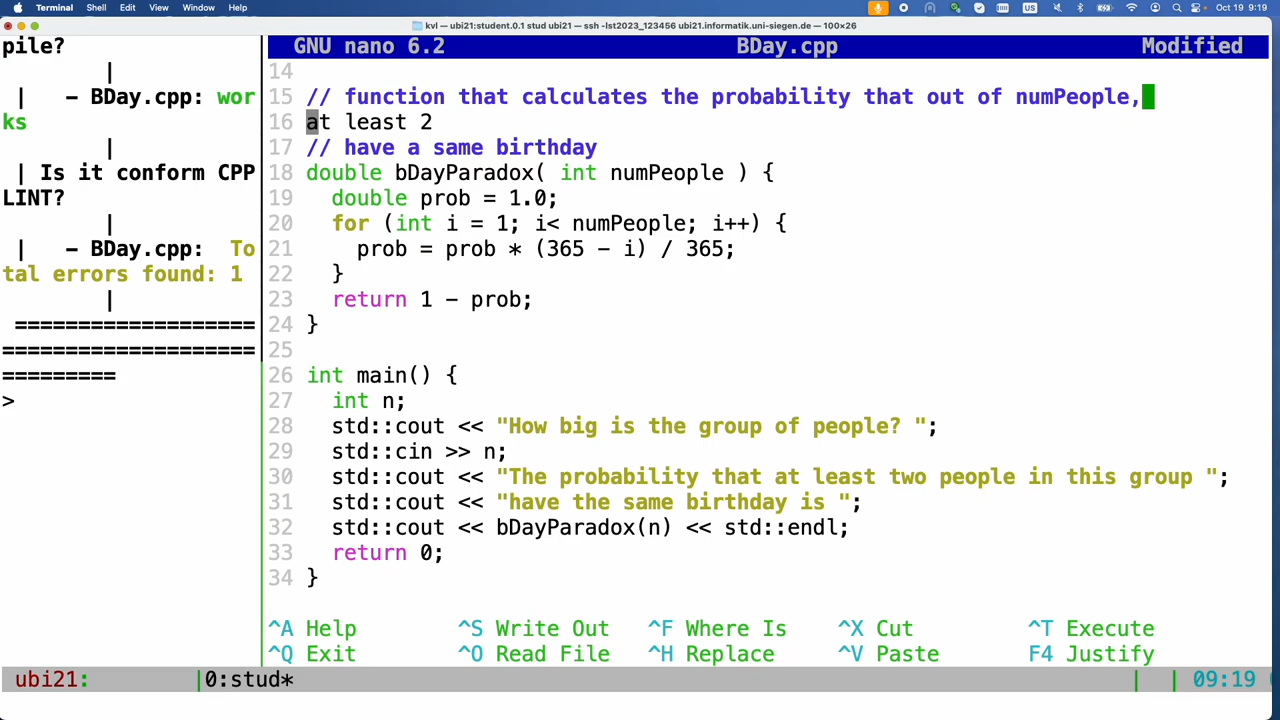 Terminal Shell Edit View Window Help US Oct 19 9:19
kvl — ubi21:student.0.1 stud ubi21 — ssh -lst2023_123456 ubi21.informatik.uni-siegen.de — 100×26
pile?
|
| - BDay.cpp: wor
ks
|
| Is it conform CPP
LINT?
|
| - BDay.cpp: To
tal errors found: 1
|
===================
====================
=========
>
GNU nano 6.2 BDay.cpp Modified
14
15 // function that calculates the probability that out of numPeople,
16 at least 2
17 // have a same birthday
18 double bDayParadox( int numPeople ) {
19   double prob = 1.0;
20   for (int i = 1; i< numPeople; i++) {
21     prob = prob * (365 - i) / 365;
22   }
23   return 1 - prob;
24 }
25
26 int main() {
27   int n;
28   std::cout << "How big is the group of people? ";
29   std::cin >> n;
30   std::cout << "The probability that at least two people in this group ";
31   std::cout << "have the same birthday is ";
32   std::cout << bDayParadox(n) << std::endl;
33   return 0;
34 }
^A Help ^S Write Out ^F Where Is ^X Cut ^T Execute
^Q Exit ^O Read File ^H Replace ^V Paste F4 Justify
ubi21: |0:stud* | | 09:19